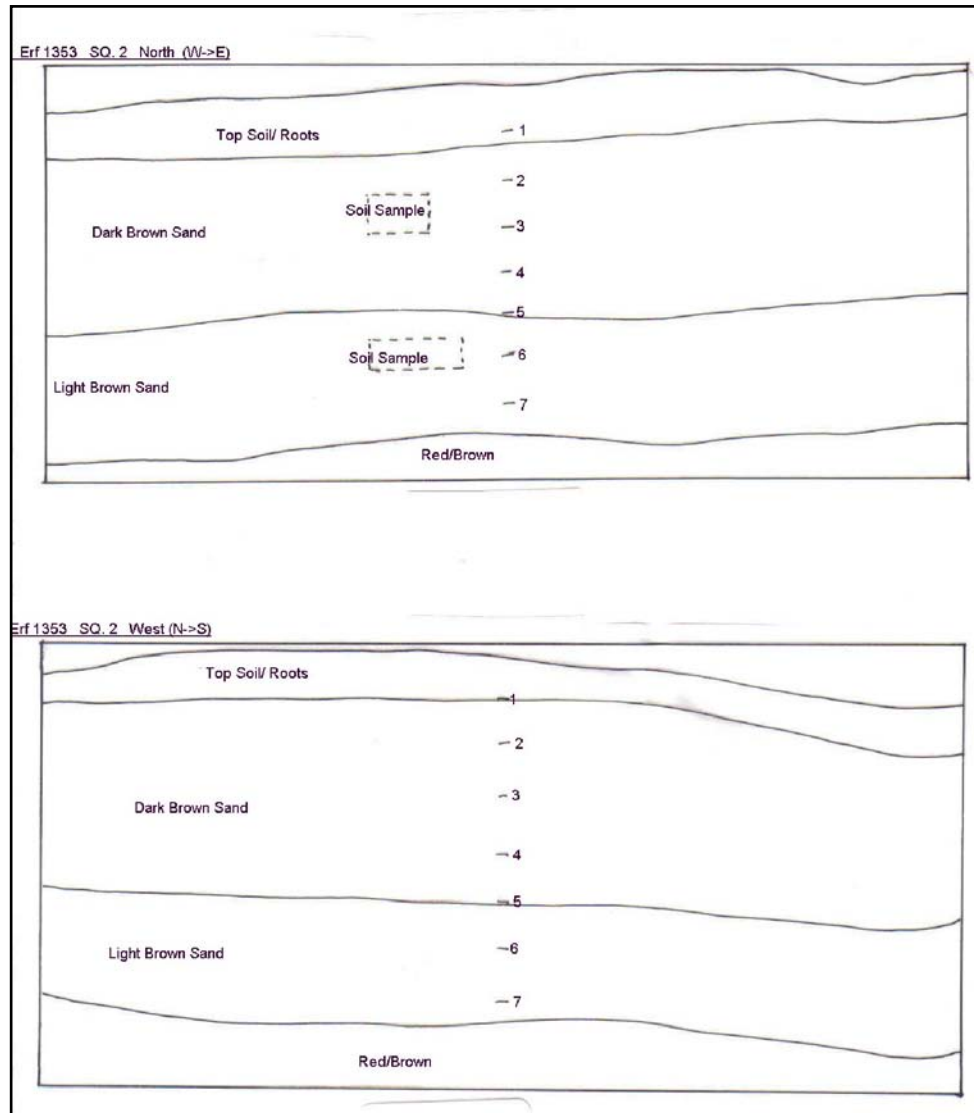 Erf 1353 SQ. 2 North (W->E)
Top Soil/ Roots
1
2
Soil Sample
3
Dark Brown Sand
4
5
Soil Sample
6
Light Brown Sand
7
Red/Brown
Erf 1353 SQ. 2 West (N->S)
Top Soil/ Roots
1
2
3
Dark Brown Sand
4
5
Light Brown Sand
6
7
Red/Brown